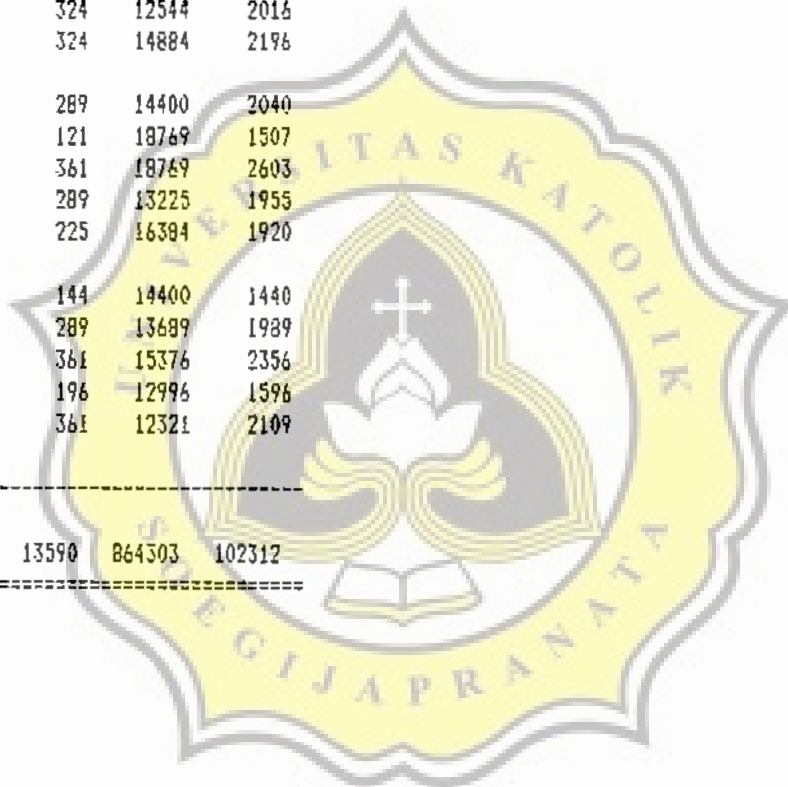 324 12544 2016
324 14884 2196
289 14400 2040
121 18769 1507
361 18769 2603
289 13225 1955
225 16384 1920
144 14400 1440
289 13689 1989
361 15376 2356
196 12996 1596
361 12321 2109
13590 864303 102312
UNIVERSITAS KATOLIK
SOEGIJAPRANATA